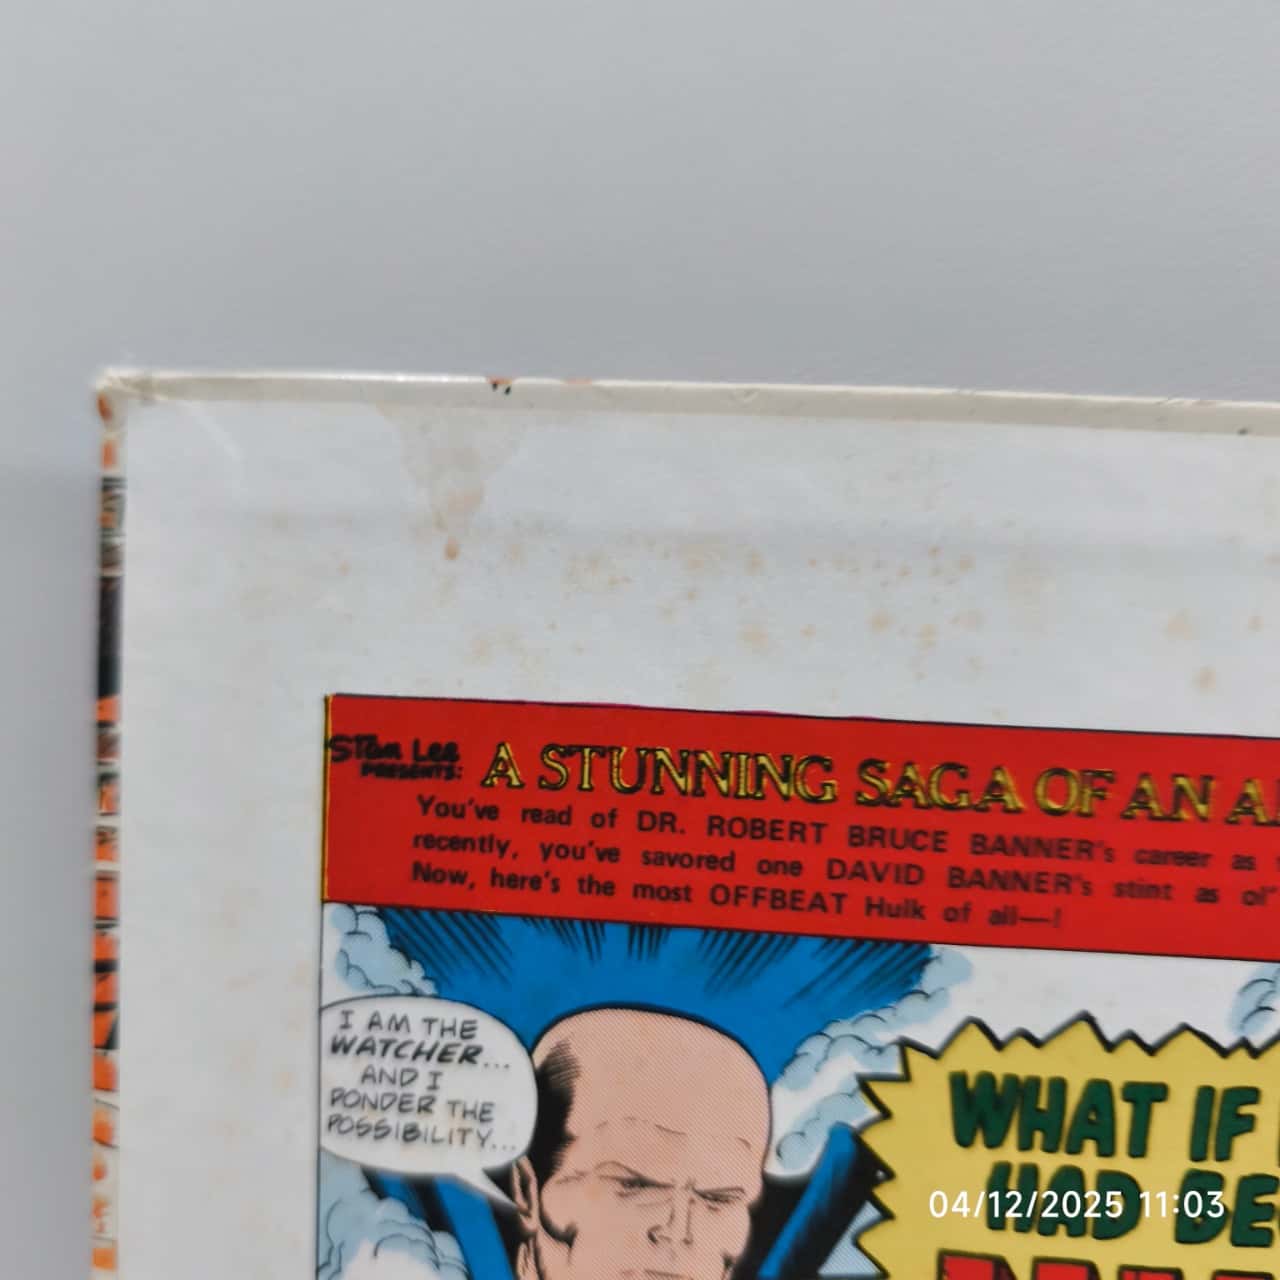 Stan Lee
PRESENTS:
A STUNNING SAGA OF AN
You've read of DR. ROBERT BRUCE BANNER's career as
recently, you've savored one DAVID BANNER's stint as ol'
Now, here's the most OFFBEAT Hulk of all—!
I AM THE
WATCHER...
AND I
PONDER THE
POSSIBILITY...
WHAT IF
HAD BE
04/12/2025 11:03